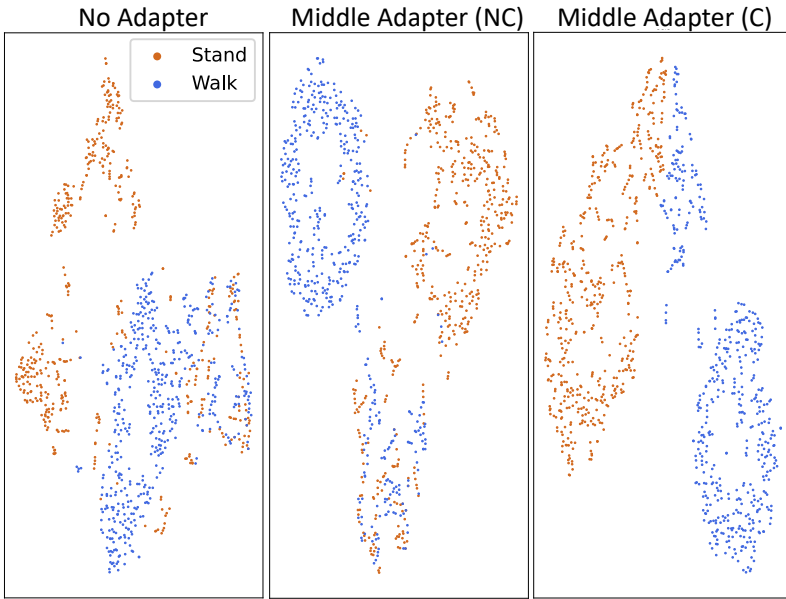 No Adapter
Middle Adapter (NC)
Middle Adapter (C)
Stand
Walk